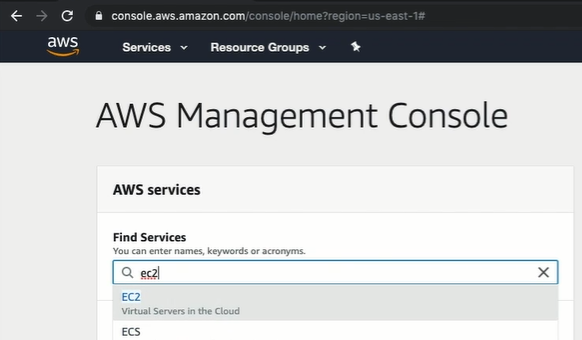 console.aws.amazon.com/console/home?region=us-east-1#
aws Services Resource Groups
AWS Management Console
AWS services
Find Services
You can enter names, keywords or acronyms.
ec2
EC2
Virtual Servers in the Cloud
ECS